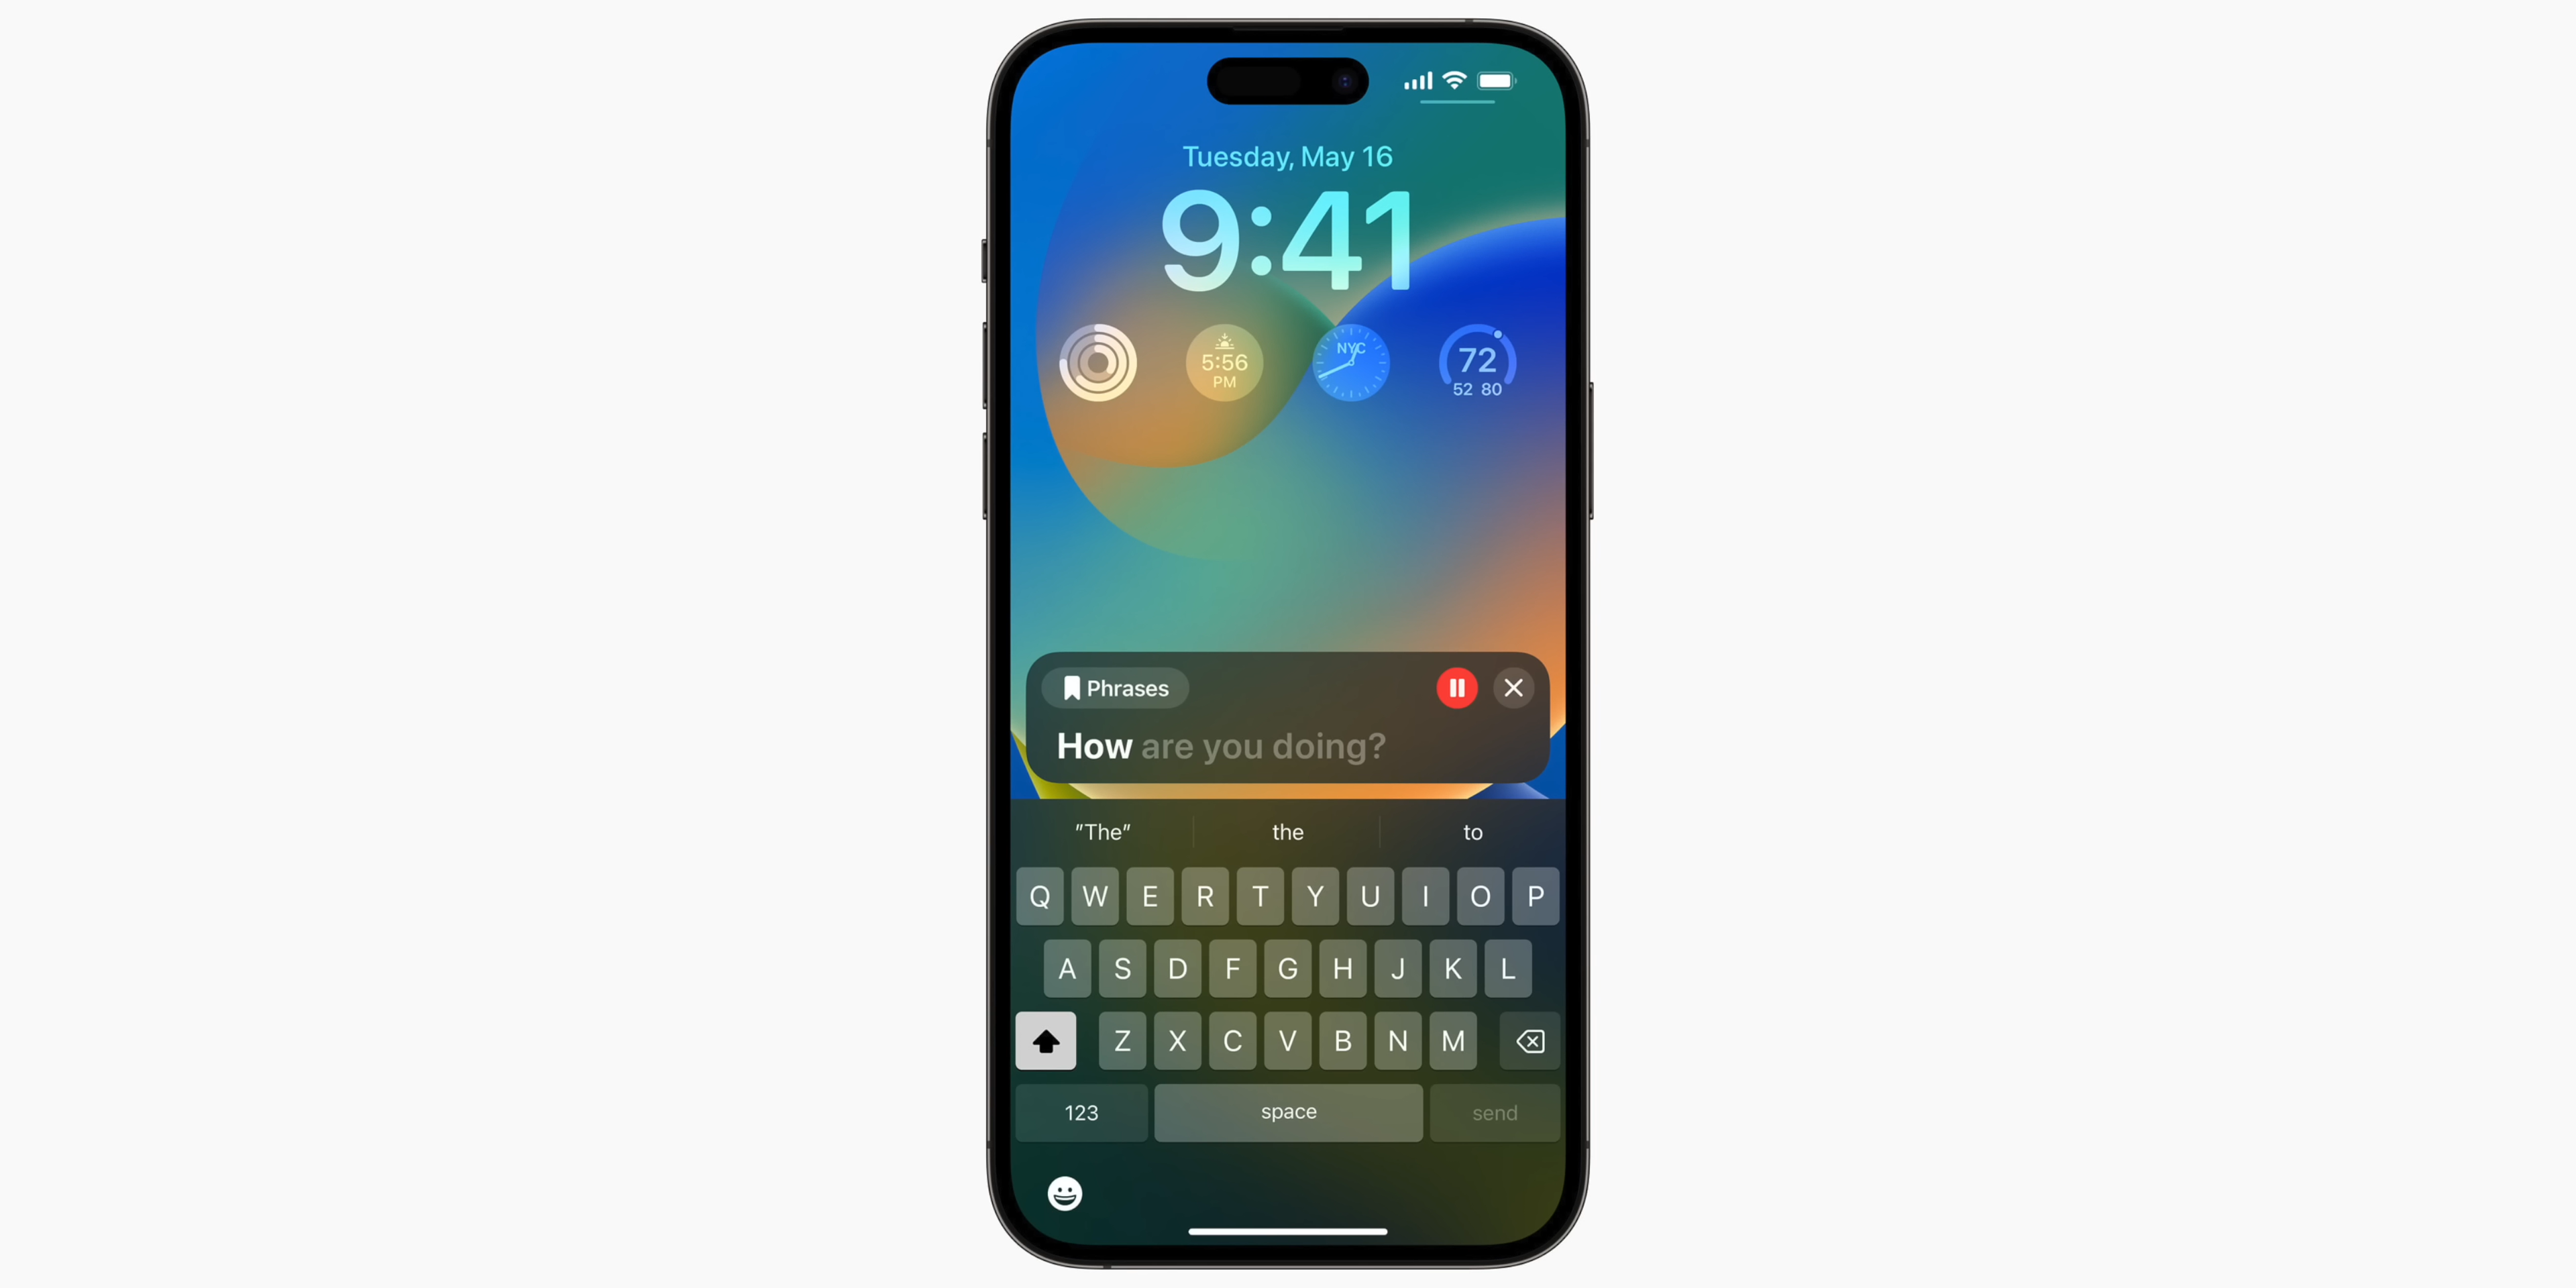 Tuesday, May 16
9:41
5:56
PM
NYC
72
52 80
Phrases
How are you doing?
"The" the to
Q W E R T Y U I O P
A S D F G H J K L
Z X C V B N M
123 space send